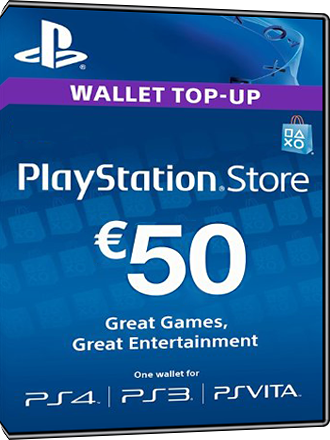 WALLET TOP-UP
PlayStation®Store
€50
Great Games,
Great Entertainment
One wallet for
PS4 | PS3 | PSVITA